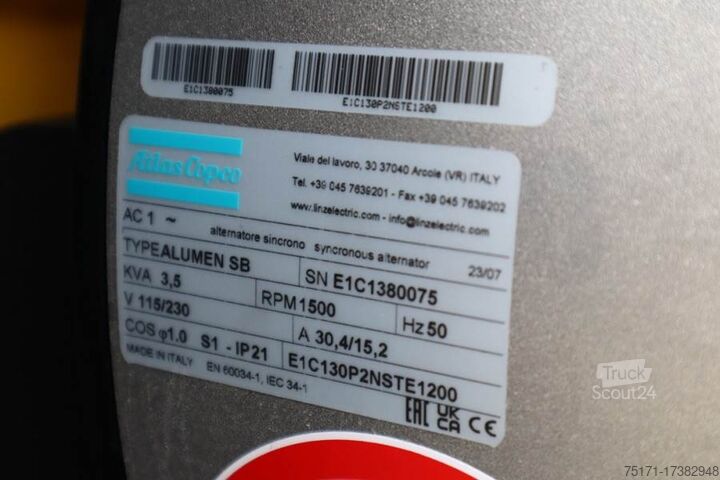 E1C1380075
E1C130P2NSTE1200
Atlas Copco
Viale del lavoro, 30 37040 Arcole (VR) ITALY
Tel. +39 045 7639201 - Fax +39 045 7639202
www.linzelectric.com - info@linzelectric.com
AC 1 ~
alternatore sincrono syncronous alternator
23/07
TYPE ALUMEN SB SN E1C1380075
KVA 3,5 RPM 1500 Hz 50
V 115/230 A 30,4/15,2
COS φ 1.0 S1 - IP21 E1C130P2NSTE1200
MADE IN ITALY EN 60034-1, IEC 34-1
EAC UK CA CE
Truck
Scout24
75171-17382948